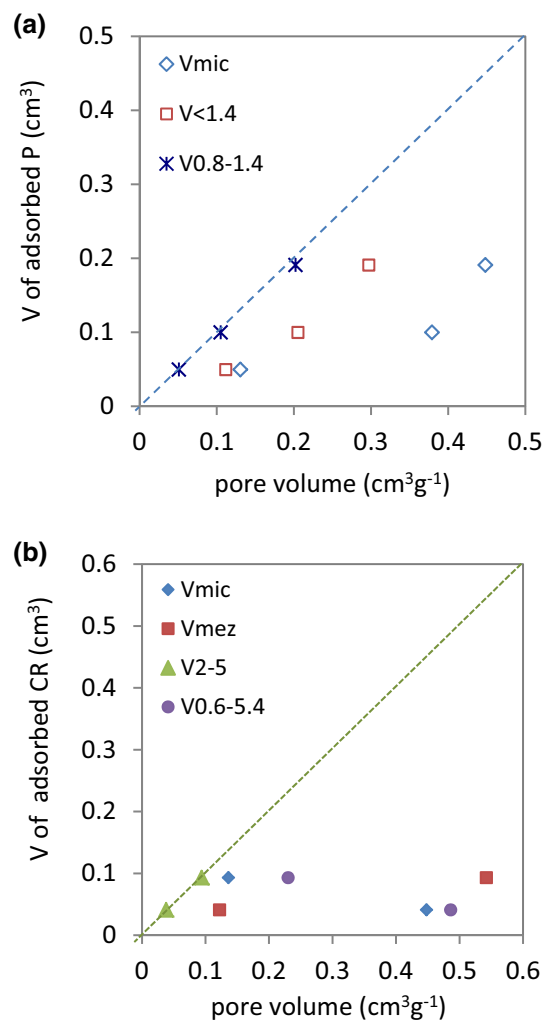 (a)
0.5
0.4
0.3
0.2
0.1
0
V of adsorbed P (cm³)
Vmic
V<1.4
V0.8-1.4
0 0.1 0.2 0.3 0.4 0.5
pore volume (cm³g⁻¹)
(b)
0.6
0.5
0.4
0.3
0.2
0.1
0
V of adsorbed CR (cm³)
Vmic
Vmez
V2-5
V0.6-5.4
0 0.1 0.2 0.3 0.4 0.5 0.6
pore volume (cm³g⁻¹)